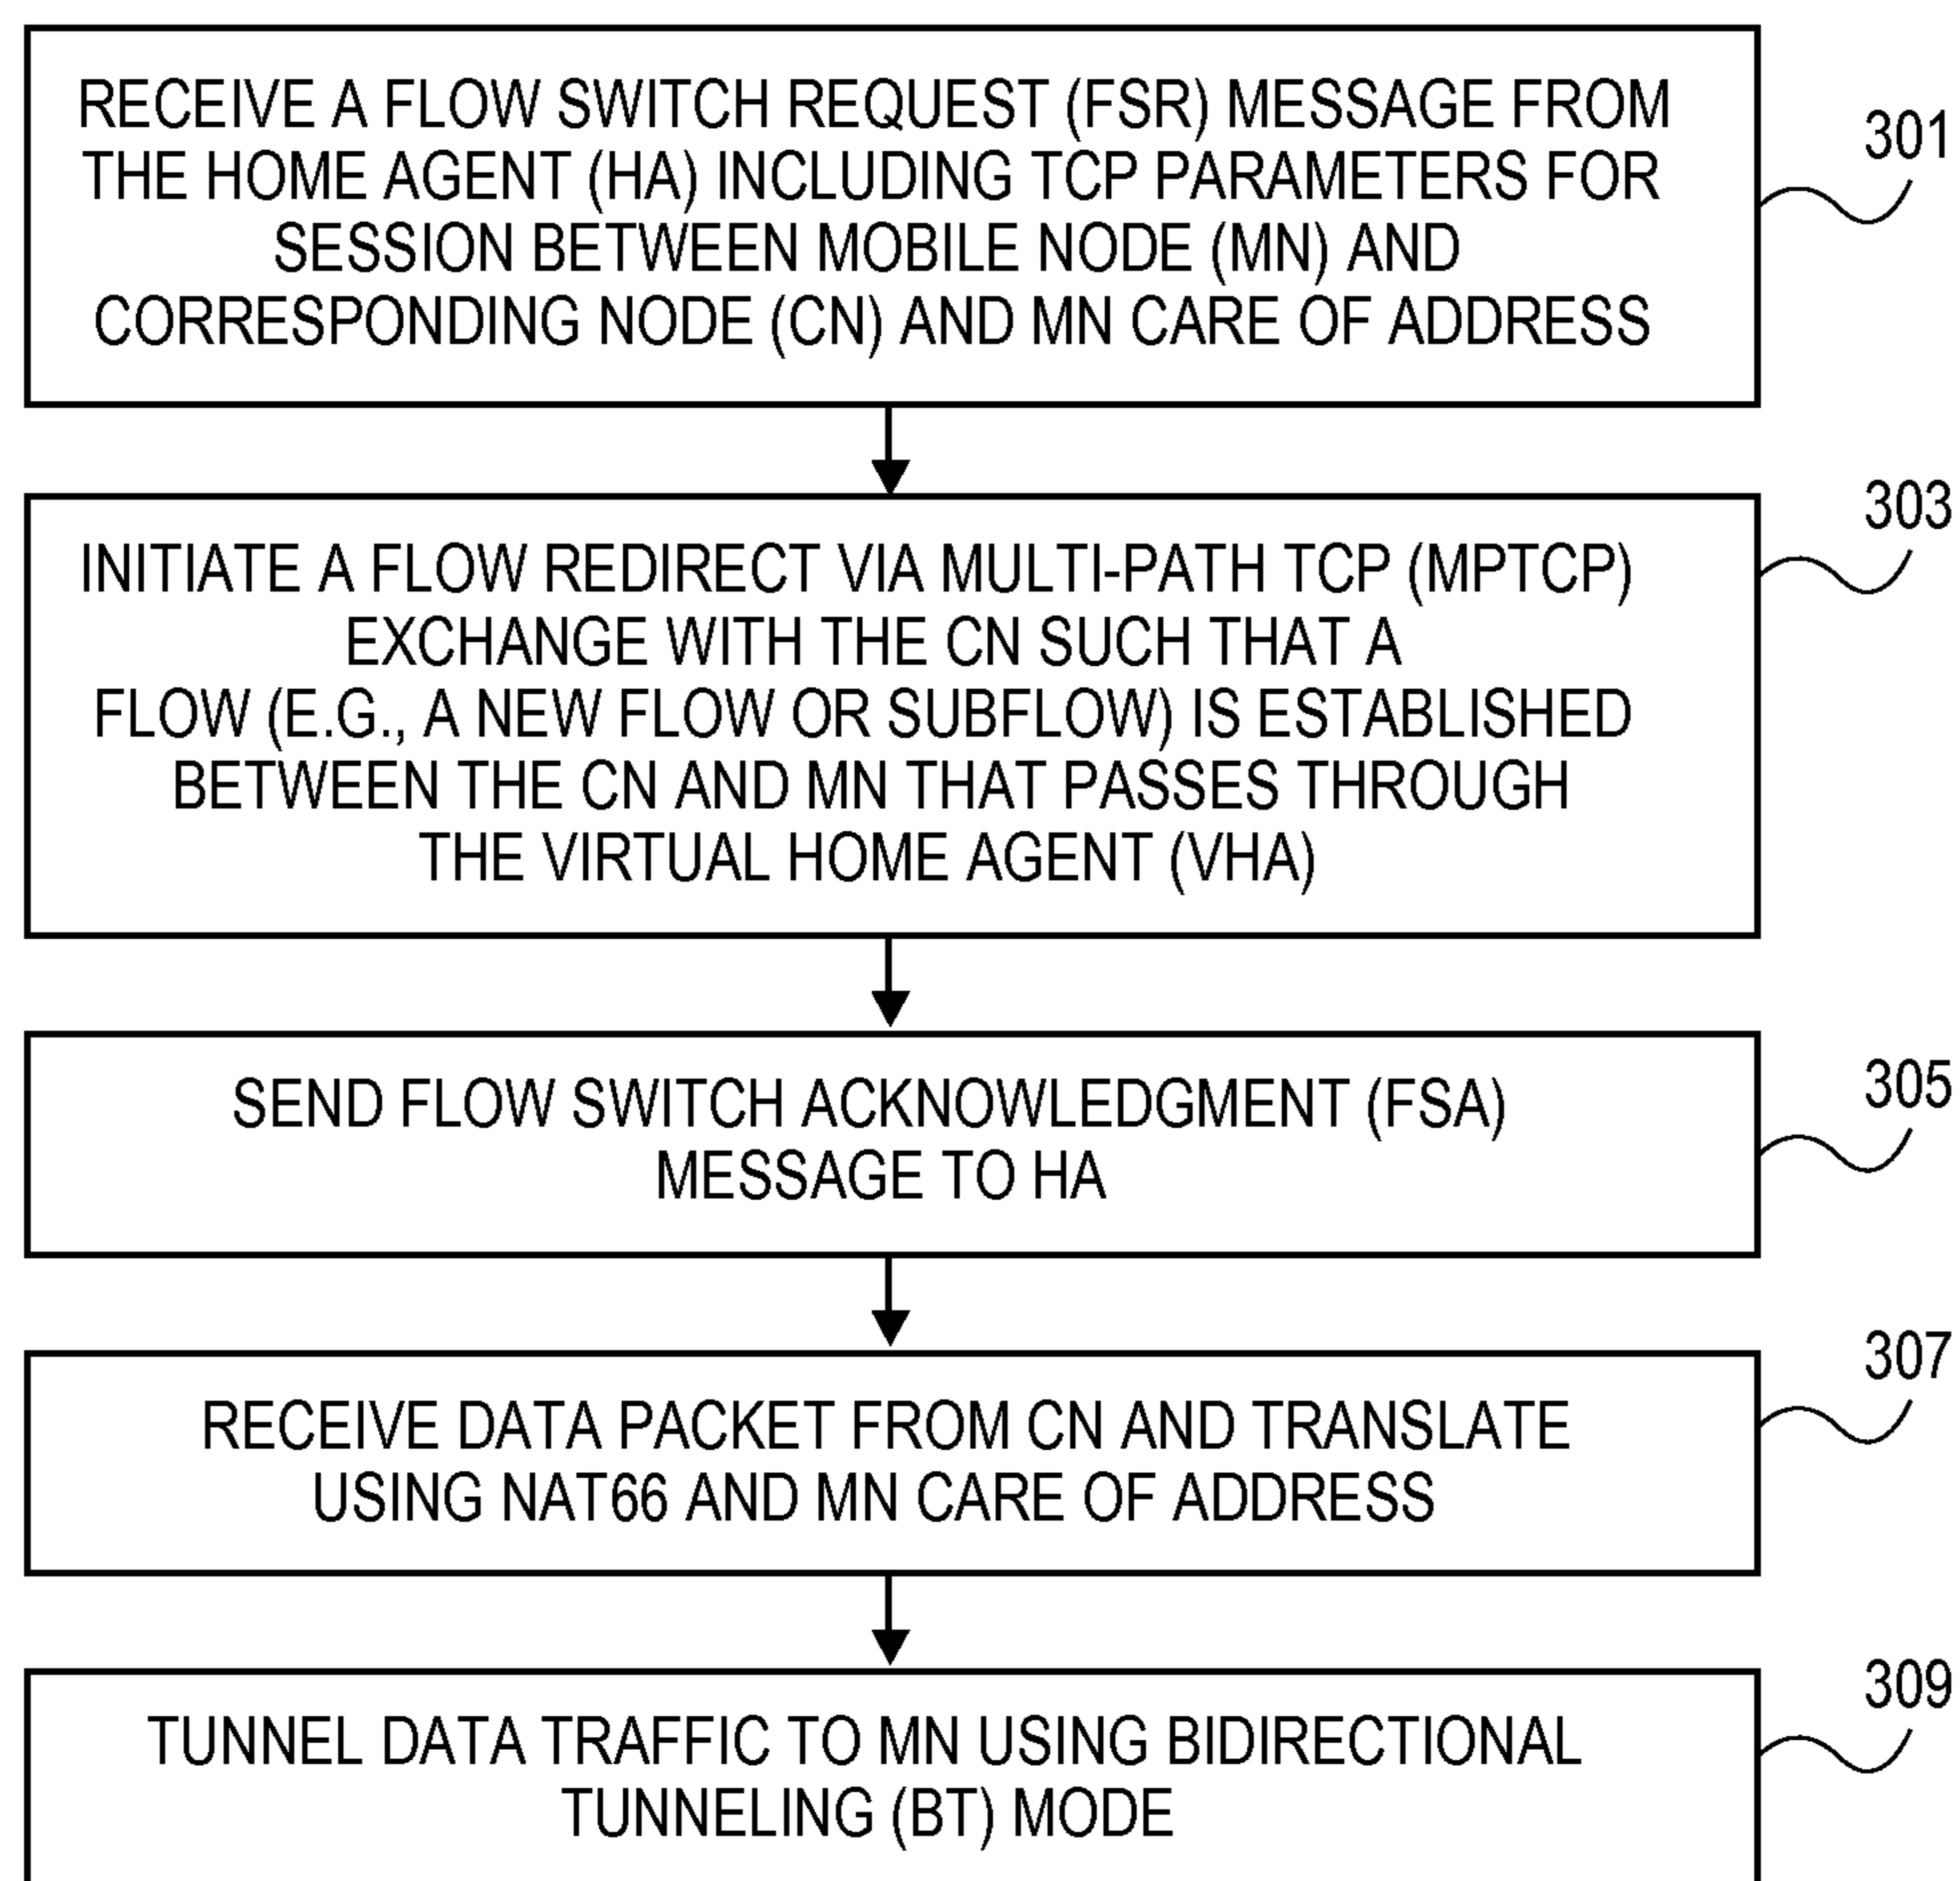 RECEIVE A FLOW SWITCH REQUEST (FSR) MESSAGE FROM
THE HOME AGENT (HA) INCLUDING TCP PARAMETERS FOR
SESSION BETWEEN MOBILE NODE (MN) AND
CORRESPONDING NODE (CN) AND MN CARE OF ADDRESS
301
INITIATE A FLOW REDIRECT VIA MULTI-PATH TCP (MPTCP)
EXCHANGE WITH THE CN SUCH THAT A
FLOW (E.G., A NEW FLOW OR SUBFLOW) IS ESTABLISHED
BETWEEN THE CN AND MN THAT PASSES THROUGH
THE VIRTUAL HOME AGENT (VHA)
303
SEND FLOW SWITCH ACKNOWLEDGMENT (FSA)
MESSAGE TO HA
305
RECEIVE DATA PACKET FROM CN AND TRANSLATE
USING NAT66 AND MN CARE OF ADDRESS
307
TUNNEL DATA TRAFFIC TO MN USING BIDIRECTIONAL
TUNNELING (BT) MODE
309